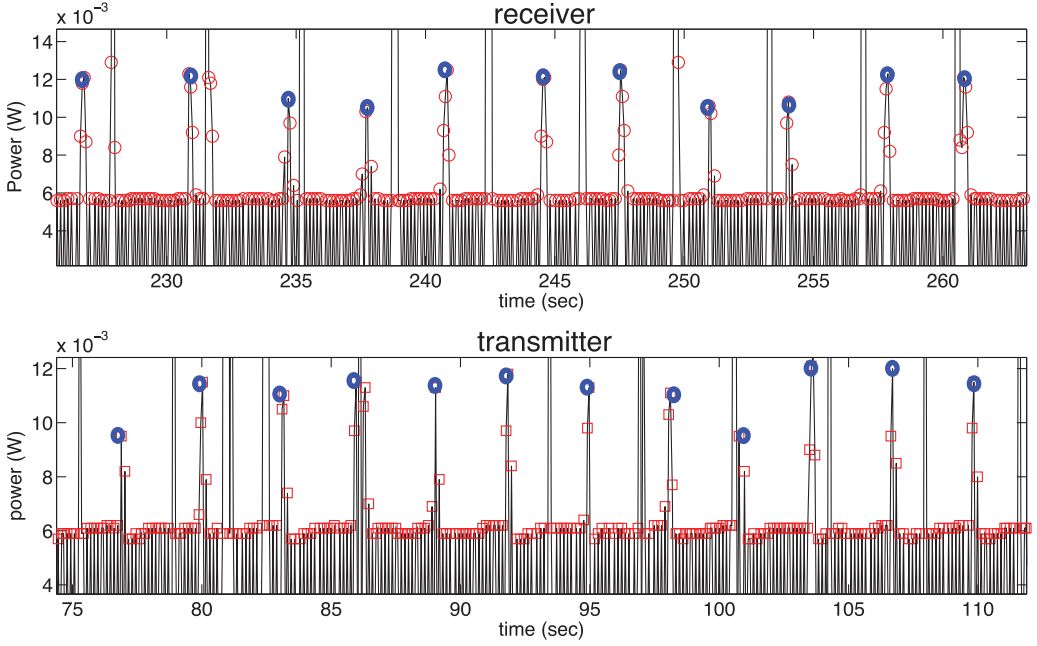 receiver
x 10⁻³
14
12
10
8
6
4
Power (W)
230 235 240 245 250 255 260
time (sec)
transmitter
x 10⁻³
12
10
8
6
4
power (W)
75 80 85 90 95 100 105 110
time (sec)